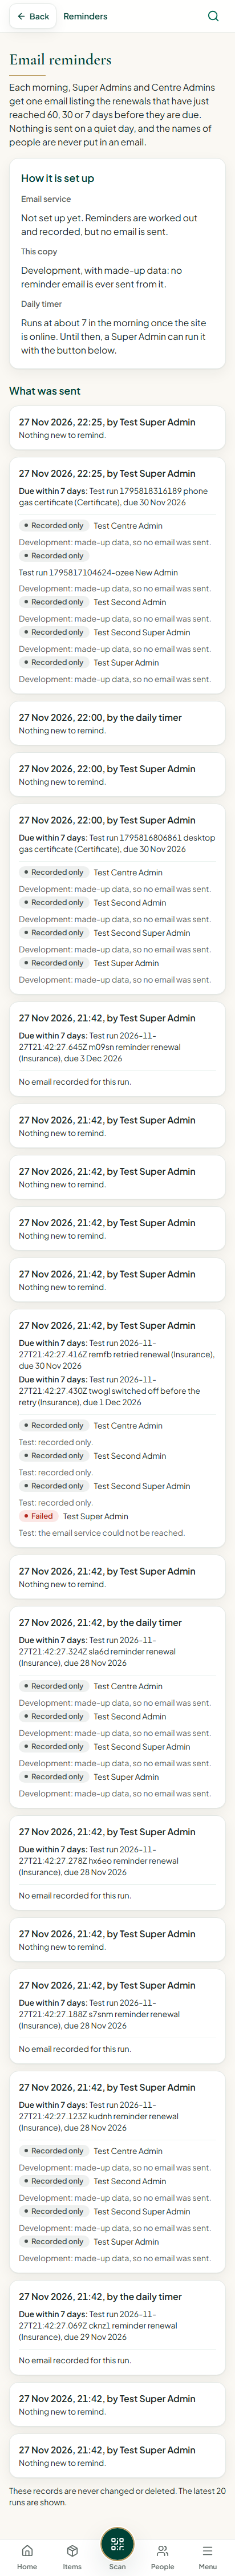 Back
Reminders
Email reminders
Each morning, Super Admins and Centre Admins
get one email listing the renewals that have just
reached 60, 30 or 7 days before they are due.
Nothing is sent on a quiet day, and the names of
people are never put in an email.
How it is set up
Email service
Not set up yet. Reminders are worked out
and recorded, but no email is sent.
This copy
Development, with made-up data: no
reminder email is ever sent from it.
Daily timer
Runs at about 7 in the morning once the site
is online. Until then, a Super Admin can run it
with the button below.
What was sent
27 Nov 2026, 22:25, by Test Super Admin
Nothing new to remind.
27 Nov 2026, 22:25, by Test Super Admin
Due within 7 days: Test run 1795818316189 phone
gas certificate (Certificate), due 30 Nov 2026
Recorded only Test Centre Admin
Development: made-up data, so no email was sent.
Recorded only
Test run 1795817104624-ozee New Admin
Development: made-up data, so no email was sent.
Recorded only Test Second Admin
Development: made-up data, so no email was sent.
Recorded only Test Second Super Admin
Development: made-up data, so no email was sent.
Recorded only Test Super Admin
Development: made-up data, so no email was sent.
27 Nov 2026, 22:00, by the daily timer
Nothing new to remind.
27 Nov 2026, 22:00, by Test Super Admin
Nothing new to remind.
27 Nov 2026, 22:00, by Test Super Admin
Due within 7 days: Test run 1795816806861 desktop
gas certificate (Certificate), due 30 Nov 2026
Recorded only Test Centre Admin
Development: made-up data, so no email was sent.
Recorded only Test Second Admin
Development: made-up data, so no email was sent.
Recorded only Test Second Super Admin
Development: made-up data, so no email was sent.
Recorded only Test Super Admin
Development: made-up data, so no email was sent.
27 Nov 2026, 21:42, by Test Super Admin
Due within 7 days: Test run 2026-11-
27T21:42:27.645Z m09sn reminder renewal
(Insurance), due 3 Dec 2026
No email recorded for this run.
27 Nov 2026, 21:42, by Test Super Admin
Nothing new to remind.
27 Nov 2026, 21:42, by Test Super Admin
Nothing new to remind.
27 Nov 2026, 21:42, by Test Super Admin
Nothing new to remind.
27 Nov 2026, 21:42, by Test Super Admin
Nothing new to remind.
27 Nov 2026, 21:42, by Test Super Admin
Due within 7 days: Test run 2026-11-
27T21:42:27.416Z remfb retried renewal (Insurance),
due 30 Nov 2026
Due within 7 days: Test run 2026-11-
27T21:42:27.430Z twogl switched off before the
retry (Insurance), due 1 Dec 2026
Recorded only Test Centre Admin
Test: recorded only.
Recorded only Test Second Admin
Test: recorded only.
Recorded only Test Second Super Admin
Test: recorded only.
Failed Test Super Admin
Test: the email service could not be reached.
27 Nov 2026, 21:42, by Test Super Admin
Nothing new to remind.
27 Nov 2026, 21:42, by the daily timer
Due within 7 days: Test run 2026-11-
27T21:42:27.324Z sla6d reminder renewal
(Insurance), due 28 Nov 2026
Recorded only Test Centre Admin
Development: made-up data, so no email was sent.
Recorded only Test Second Admin
Development: made-up data, so no email was sent.
Recorded only Test Second Super Admin
Development: made-up data, so no email was sent.
Recorded only Test Super Admin
Development: made-up data, so no email was sent.
27 Nov 2026, 21:42, by Test Super Admin
Due within 7 days: Test run 2026-11-
27T21:42:27.278Z hx6eo reminder renewal
(Insurance), due 28 Nov 2026
No email recorded for this run.
27 Nov 2026, 21:42, by Test Super Admin
Nothing new to remind.
27 Nov 2026, 21:42, by Test Super Admin
Due within 7 days: Test run 2026-11-
27T21:42:27.188Z s7snm reminder renewal
(Insurance), due 28 Nov 2026
No email recorded for this run.
27 Nov 2026, 21:42, by Test Super Admin
Due within 7 days: Test run 2026-11-
27T21:42:27.123Z kudnh reminder renewal
(Insurance), due 28 Nov 2026
Recorded only Test Centre Admin
Development: made-up data, so no email was sent.
Recorded only Test Second Admin
Development: made-up data, so no email was sent.
Recorded only Test Second Super Admin
Development: made-up data, so no email was sent.
Recorded only Test Super Admin
Development: made-up data, so no email was sent.
27 Nov 2026, 21:42, by the daily timer
Due within 7 days: Test run 2026-11-
27T21:42:27.069Z cknz1 reminder renewal
(Insurance), due 29 Nov 2026
No email recorded for this run.
27 Nov 2026, 21:42, by Test Super Admin
Nothing new to remind.
27 Nov 2026, 21:42, by Test Super Admin
Nothing new to remind.
These records are never changed or deleted. The latest 20
runs are shown.
Home
Items
Scan
People
Menu